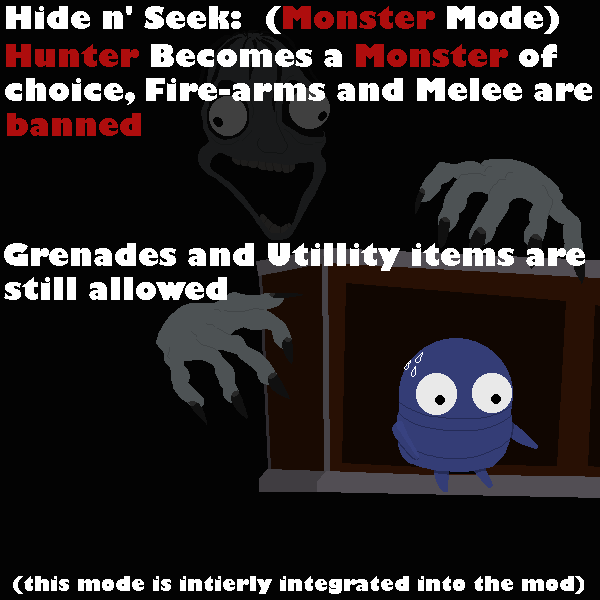 Hide n' Seek: (Monster Mode)
Hunter Becomes a Monster of
choice, Fire-arms and Melee are
banned
Grenades and Utillity items are
still allowed
(this mode is intierly integrated into the mod)